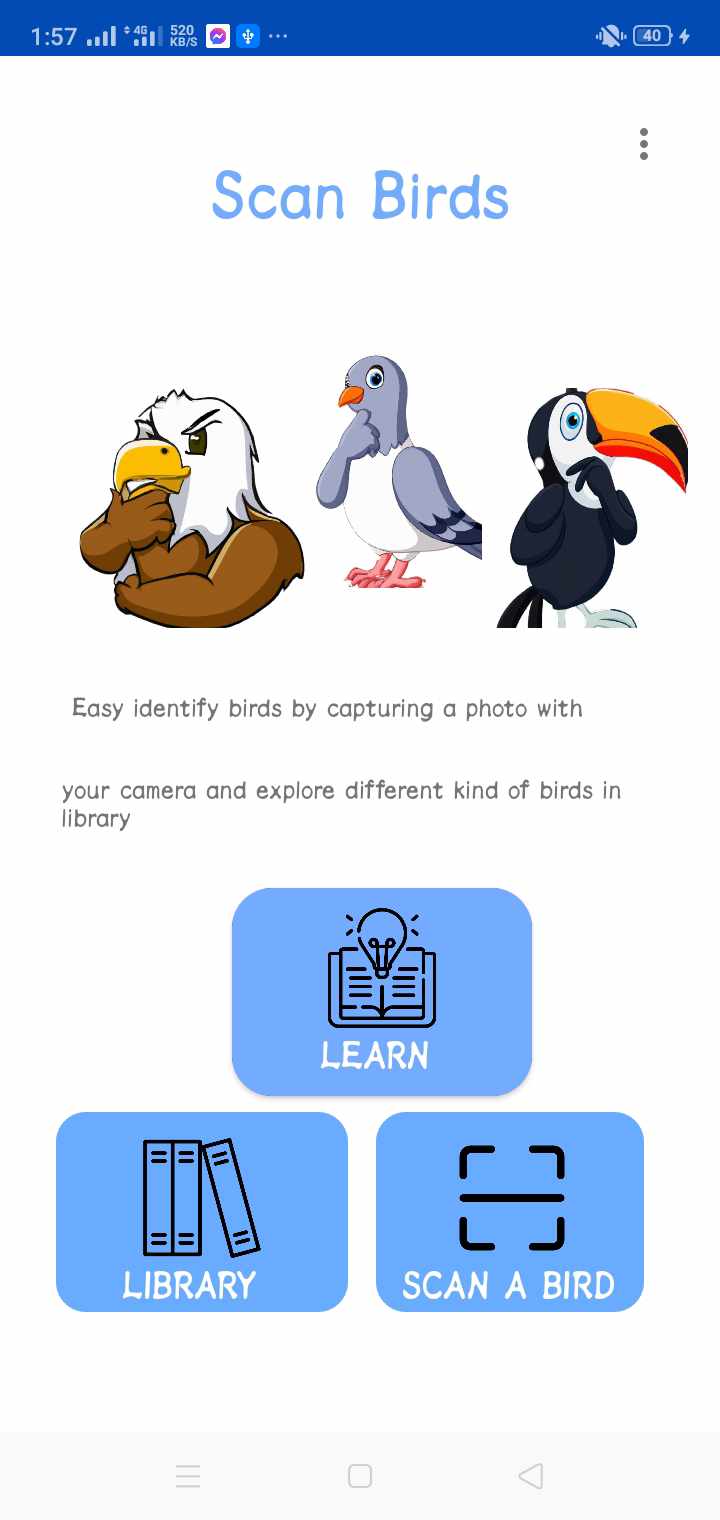 1:57 4G 520 KB/S 40
Scan Birds
Easy identify birds by capturing a photo with
your camera and explore different kind of birds in
library
LEARN
LIBRARY
SCAN A BIRD